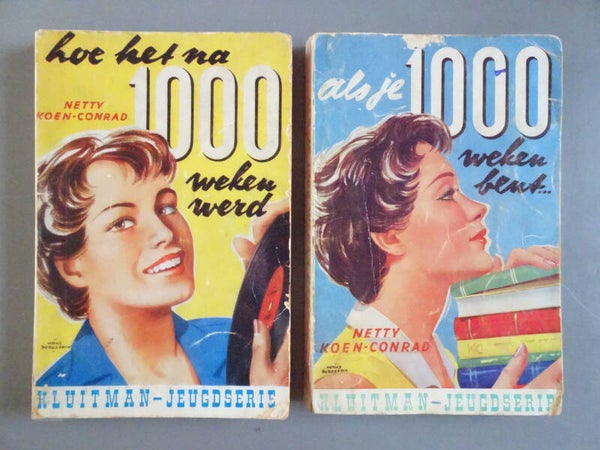 hoe het na
1000
NETTY
KOEN-CONRAD
weken
werd
KLUITMAN-JEUGDSERIE
als je 1000
weken
bent...
NETTY
KOEN-CONRAD
KLUITMAN-JEUGDSERIE